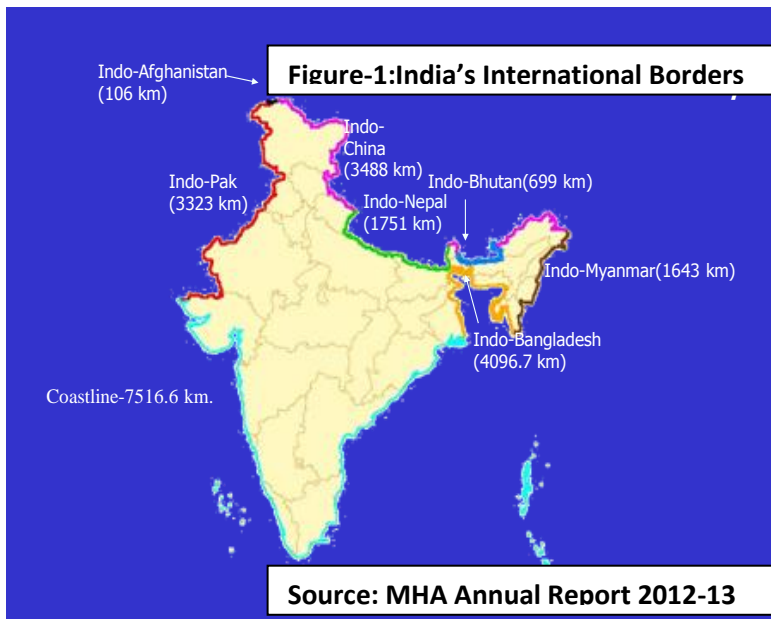 Figure-1:India's International Borders
Indo-Afghanistan
(106 km)
Indo-
China
(3488 km)
Indo-Pak
(3323 km)
Indo-Bhutan(699 km)
Indo-Nepal
(1751 km)
Indo-Myanmar(1643 km)
Indo-Bangladesh
(4096.7 km)
Coastline-7516.6 km.
Source: MHA Annual Report 2012-13